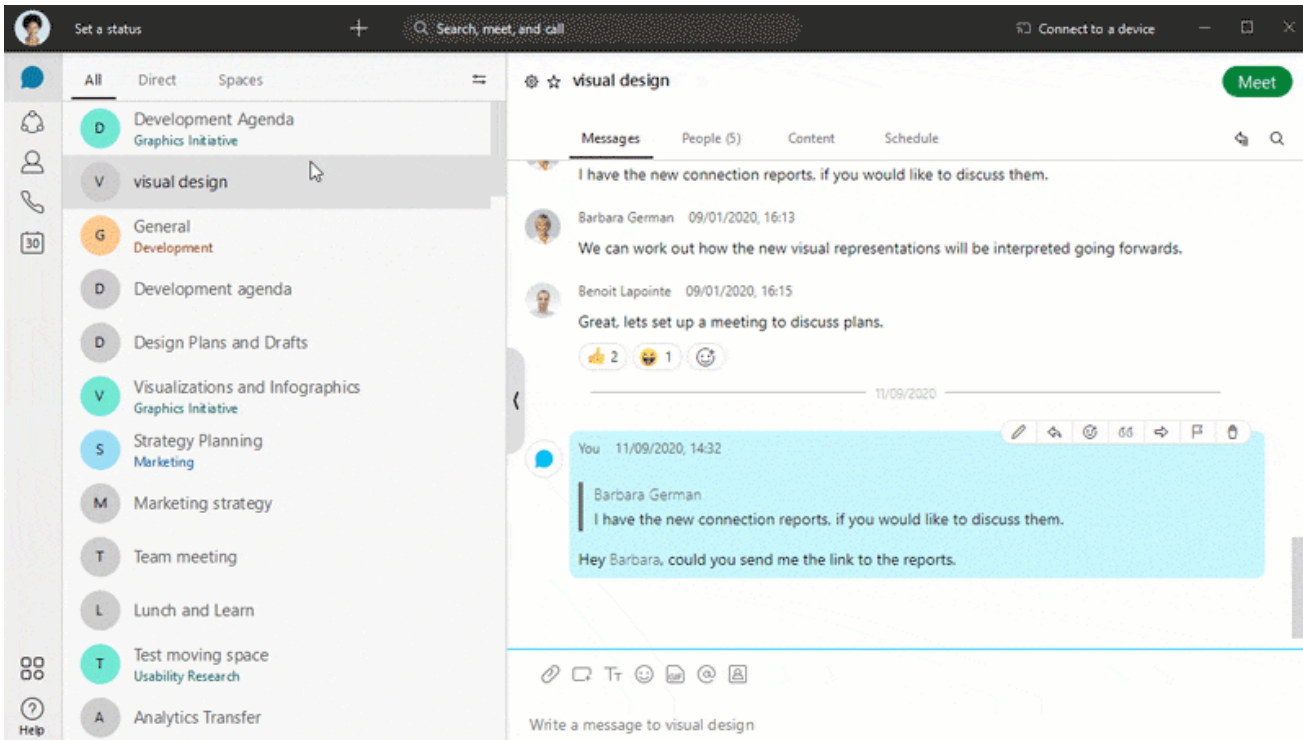 Set a status
Search, meet, and call
Connect to a device
All Direct Spaces
D Development Agenda
Graphics Initiative
V visual design
G General
Development
D Development agenda
D Design Plans and Drafts
V Visualizations and Infographics
Graphics Initiative
S Strategy Planning
Marketing
M Marketing strategy
T Team meeting
L Lunch and Learn
T Test moving space
Usability Research
A Analytics Transfer
30
Help
visual design
Meet
Messages People (5) Content Schedule
I have the new connection reports, if you would like to discuss them.
Barbara German 09/01/2020, 16:13
We can work out how the new visual representations will be interpreted going forwards.
Benoit Lapointe 09/01/2020, 16:15
Great, lets set up a meeting to discuss plans.
2 1
11/09/2020
You 11/09/2020, 14:32
Barbara German
I have the new connection reports, if you would like to discuss them.
Hey Barbara, could you send me the link to the reports.
GIF
Write a message to visual design